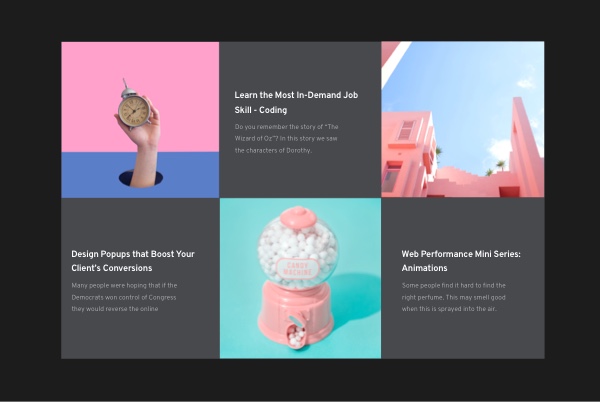 Learn the Most In-Demand Job
Skill - Coding
Do you remember the story of "The
Wizard of Oz"? In this story we saw
the characters of Dorothy.
Design Popups that Boost Your
Client's Conversions
Many people were hoping that if the
Democrats won control of Congress
they would reverse the online
CANDY
MACHINE
Web Performance Mini Series:
Animations
Some people find it hard to find the
right perfume. This may smell good
when this is sprayed into the air.